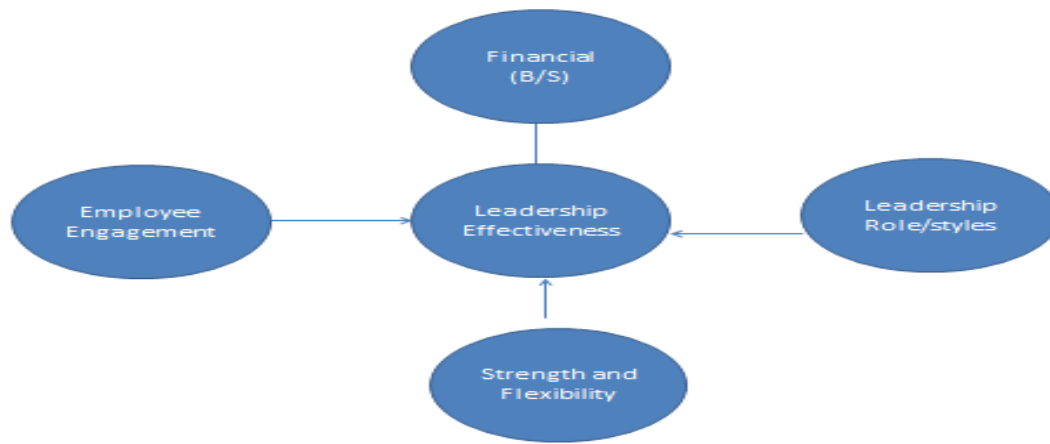 Financial
(B/S)
Employee
Engagement
Leadership
Effectiveness
Leadership
Role/styles
Strength and
Flexibility